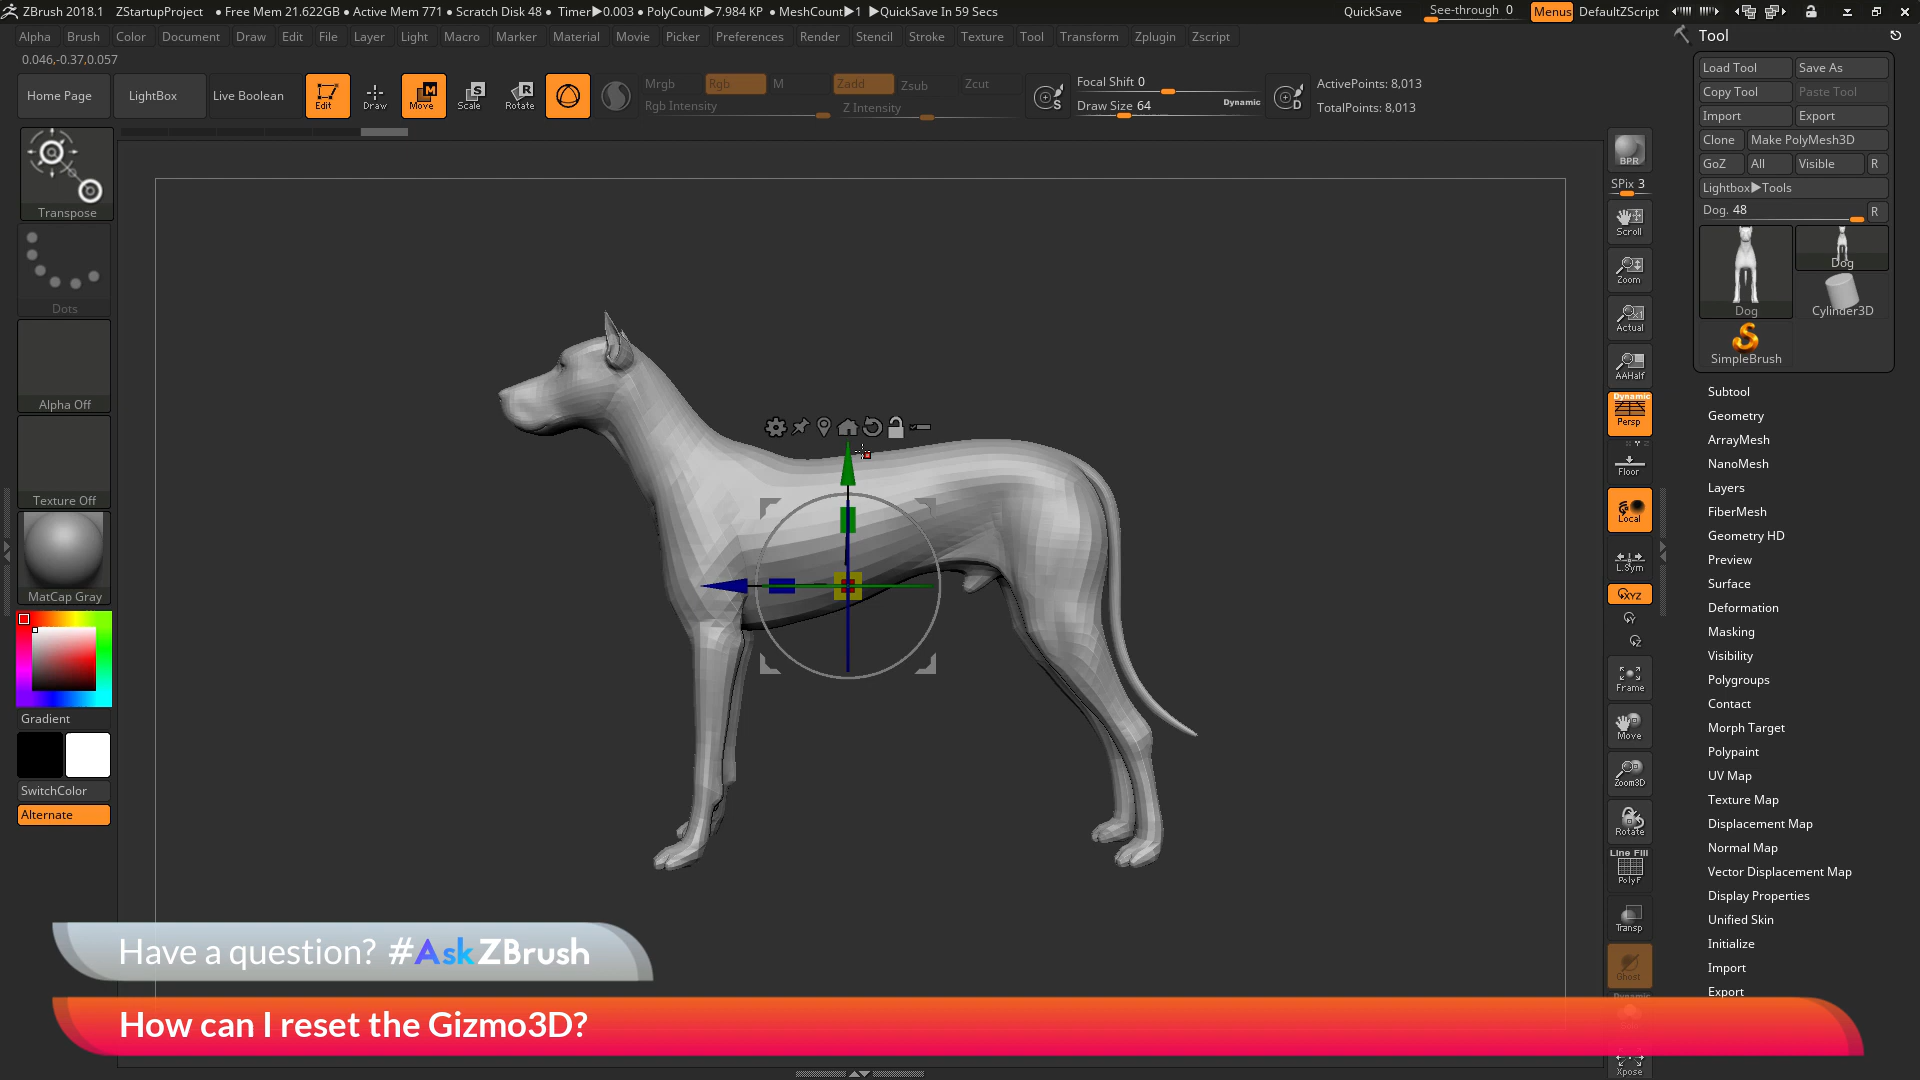 ZBrush 2018.1 ZStartupProject • Free Mem 21.622GB • Active Mem 771 • Scratch Disk 48 • Timer▶0.003 • PolyCount▶7.984 KP • MeshCount▶1 ▶QuickSave In 59 Secs QuickSave See-through 0 Menus DefaultZScript
Alpha Brush Color Document Draw Edit File Layer Light Macro Marker Material Movie Picker Preferences Render Stencil Stroke Texture Tool Transform Zplugin Zscript
0.046,-0.37,0.057
Home Page LightBox Live Boolean Edit Draw Move Scale Rotate
Mrgb Rgb M Zadd Zsub Zcut
Rgb Intensity Z Intensity
Focal Shift 0
Draw Size 64 Dynamic
S
D
ActivePoints: 8,013
TotalPoints: 8,013
Transpose
Dots
Alpha Off
Texture Off
MatCap Gray
Gradient
SwitchColor
Alternate
BPR
SPix 3
Scroll
Zoom
Actual
AAHalf
Dynamic
Persp
Floor
Local
L.Sym
XYZ
Y
Z
Frame
Move
Zoom3D
Rotate
Line Fill
PolyF
Transp
Ghost
Dynamic
Xpose
Tool
Load Tool Save As
Copy Tool Paste Tool
Import Export
Clone Make PolyMesh3D
GoZ All Visible R
Lightbox▶Tools
Dog. 48 R
Dog
Dog
Cylinder3D
SimpleBrush
Subtool
Geometry
ArrayMesh
NanoMesh
Layers
FiberMesh
Geometry HD
Preview
Surface
Deformation
Masking
Visibility
Polygroups
Contact
Morph Target
Polypaint
UV Map
Texture Map
Displacement Map
Normal Map
Vector Displacement Map
Display Properties
Unified Skin
Initialize
Import
Export
Have a question? #AskZBrush
How can I reset the Gizmo3D?